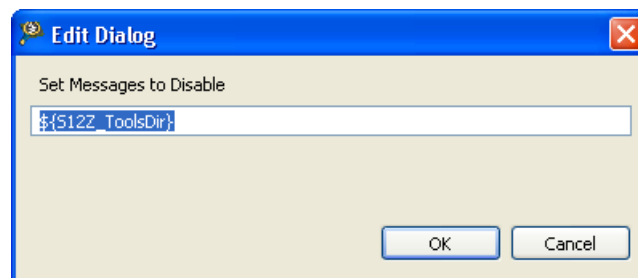 Edit Dialog
Set Messages to Disable
${S12Z_ToolsDir}
OK
Cancel